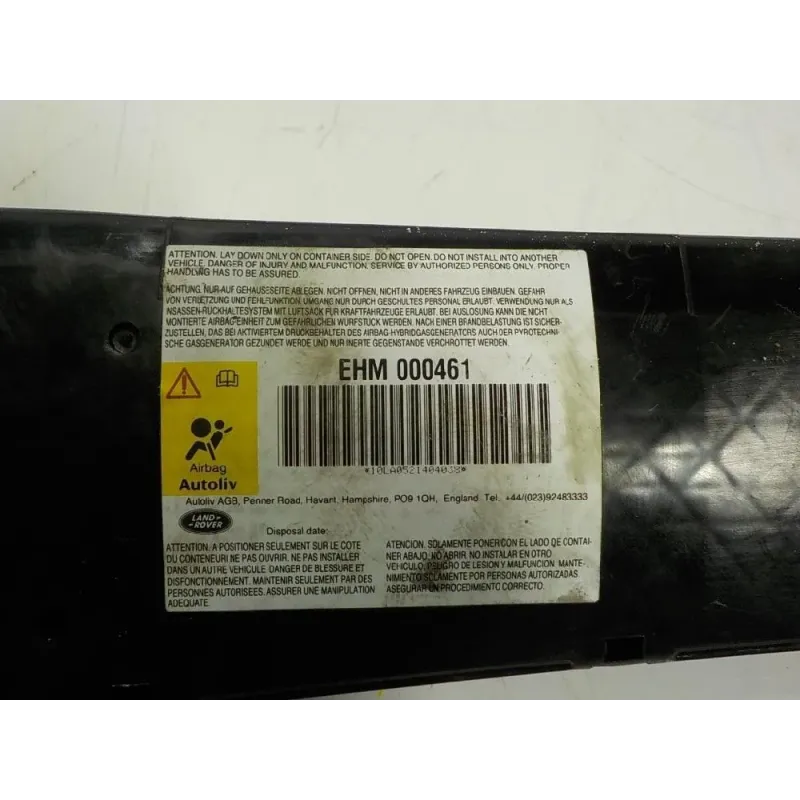 ATTENTION. LAY DOWN ONLY ON CONTAINER SIDE. DO NOT OPEN. DO NOT INSTALL INTO ANOTHER
VEHICLE. DANGER OF INJURY AND MALFUNCTION. SERVICE BY AUTHORIZED PERSONS ONLY. PROPER
HANDLING HAS TO BE ASSURED.
ACHTUNG. NUR AUF GEHAUSESEITE ABLEGEN. NICHT OFFNEN. NICHT IN ANDERES FAHRZEUG EINBAUEN. GEFAHR
VON VERLETZUNG UND FEHLFUNKTION. UMGANG NUR DURCH GESCHULTES PERSONAL ERLAUBT. VERWENDUNG NUR ALS
INSASSEN-RUCKHALTESYSTEM MIT LUFTSACK FUR KRAFTFAHRZEUGE ERLAUBT. BEI AUSLOSUNG KANN DIE NICHT
MONTIERTE AIRBAG-EINHEIT ZUM GEFAHRLICHEN WURFSTUCK WERDEN. NACH EINER BRANDBELASTUNG IST SICHER-
ZUSTELLEN, DAS BEI AKTIVIERTEM DRUCKBEHALTER DES AIRBAG-HYBRIDGASGENERATORS AUCH DER PYROTECHNI-
SCHE GASGENERATOR GEZUNDET WERDE UND NUR INERTE GEGENSTANDE VERSCHROTTET WERDEN.
EHM 000461
*10LA0521404038*
Airbag
Autoliv
Autoliv AGB, Penner Road, Havant, Hampshire, PO9 1QH, England. Tel. +44/(023)92483333
LAND-
ROVER
Disposal date:
ATTENTION. A POSITIONER SEULEMENT SUR LE COTE
DU CONTENEURI NE PAS OUVRIR. NE PAS INSTALLER
DANS UN AUTRE VEHICULE. DANGER DE BLESSURE ET
DISFONCTIONNEMENT. MANTENIR SEULEMENT PAR DES
PERSONNES AUTORISEES. ASSURER UNE MANIPULATION
ADEQUATE.
ATENCION. SOLAMENTE PONER CON EL LADO DE CONTAI-
NER ABAJO, NO ABRIR. NO INSTALAR EN OTRO
VEHICULO. PELIGRO DE LESION Y MALFUNCION. MANTE-
NIMIENTO SOLAMENTE POR PERSONAS AUTORIZADAS
ASEGURAR UN PROCEDIMIENTO CORRECTO.